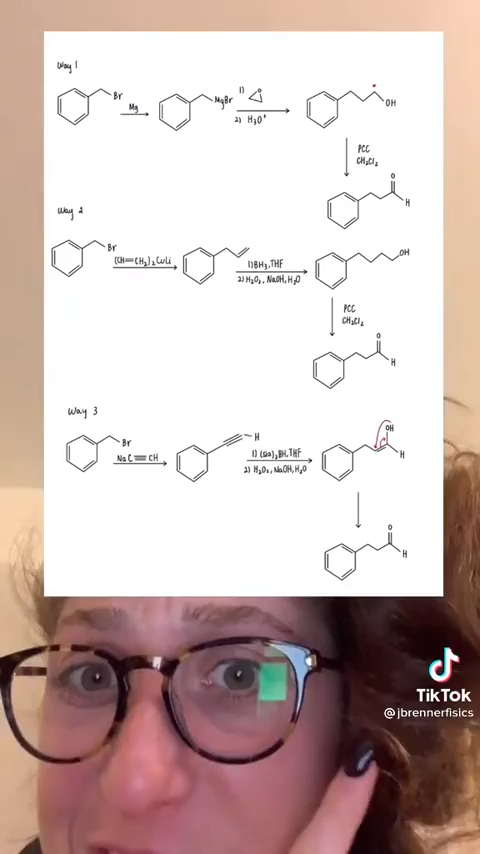 Way 1
Br
Mg
MgBr
1) O
2) H3O+
OH
PCC
CH2Cl2
O
H
Way 2
Br
(CH=CH2)2CuLi
1) BH3, THF
2) H2O2, NaOH, H2O
OH
PCC
CH2Cl2
O
H
Way 3
Br
NaC≡CH
H
1) (sia)2BH, THF
2) H2O2, NaOH, H2O
OH
H
O
H
TikTok
@jbrennerfisics